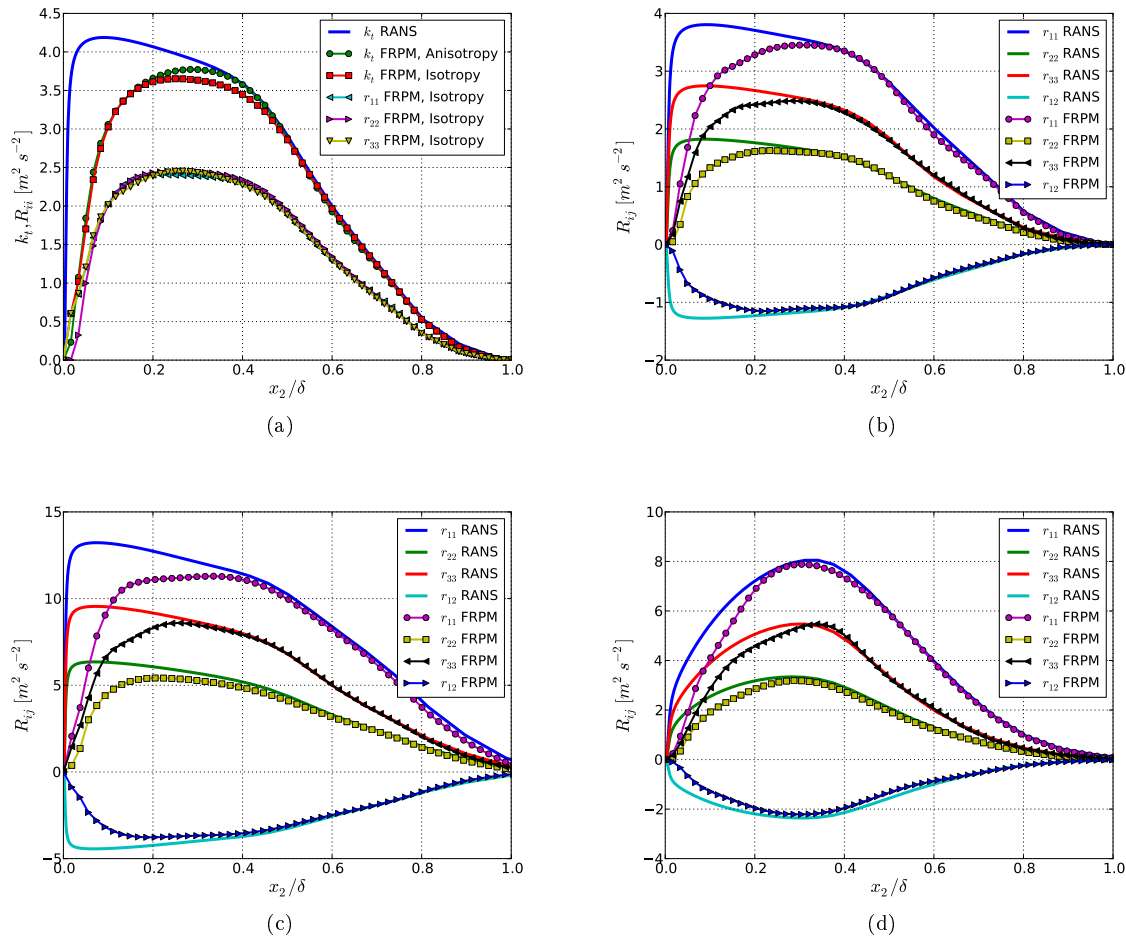 4.5
4.0
3.5
3.0
2.5
2.0
1.5
1.0
0.5
0.0
k_t, R_ii [m² s⁻²]
k_t RANS
k_t FRPM, Anisotropy
k_t FRPM, Isotropy
r_11 FRPM, Isotropy
r_22 FRPM, Isotropy
r_33 FRPM, Isotropy
0.0 0.2 0.4 0.6 0.8 1.0
x_2/δ
(a)
4
3
2
1
0
−1
−2
R_ij [m² s⁻²]
r_11 RANS
r_22 RANS
r_33 RANS
r_12 RANS
r_11 FRPM
r_22 FRPM
r_33 FRPM
r_12 FRPM
0.0 0.2 0.4 0.6 0.8 1.0
x_2/δ
(b)
15
10
5
0
−5
R_ij [m² s⁻²]
r_11 RANS
r_22 RANS
r_33 RANS
r_12 RANS
r_11 FRPM
r_22 FRPM
r_33 FRPM
r_12 FRPM
0.0 0.2 0.4 0.6 0.8 1.0
x_2/δ
(c)
10
8
6
4
2
0
−2
−4
R_ij [m² s⁻²]
r_11 RANS
r_22 RANS
r_33 RANS
r_12 RANS
r_11 FRPM
r_22 FRPM
r_33 FRPM
r_12 FRPM
0.0 0.2 0.4 0.6 0.8 1.0
x_2/δ
(d)